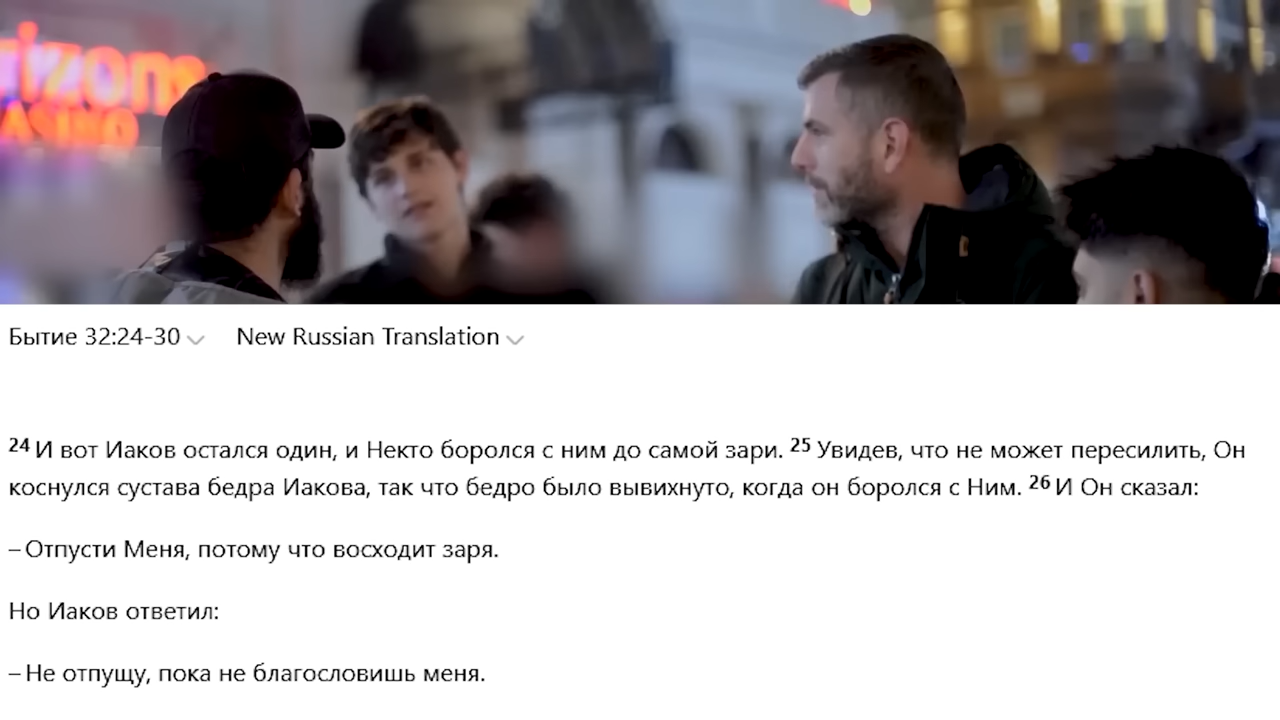 rizons
CASINO
Бытие 32:24-30 New Russian Translation
24 И вот Иаков остался один, и Некто боролся с ним до самой зари. 25 Увидев, что не может пересилить, Он
коснулся сустава бедра Иакова, так что бедро было вывихнуто, когда он боролся с Ним. 26 И Он сказал:
– Отпусти Меня, потому что восходит заря.
Но Иаков ответил:
– Не отпущу, пока не благословишь меня.